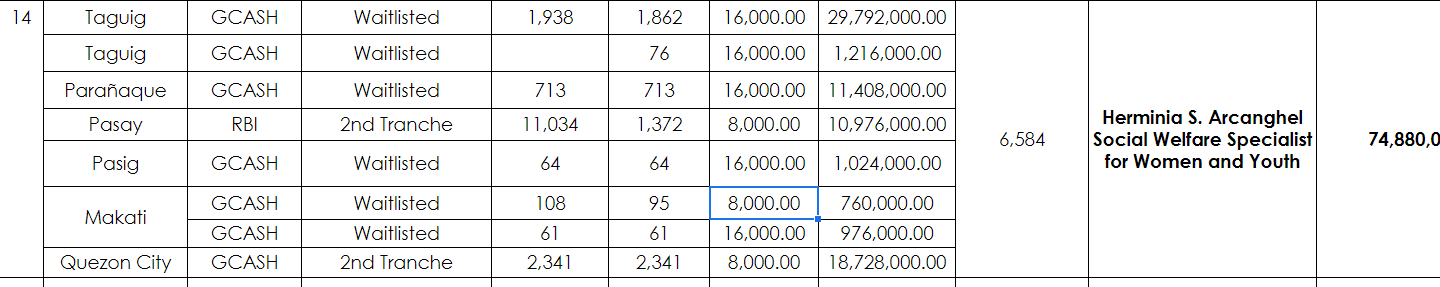 14 Taguig GCASH Waitlisted 1,938 1,862 16,000.00 29,792,000.00
Taguig GCASH Waitlisted 76 16,000.00 1,216,000.00
Parañaque GCASH Waitlisted 713 713 16,000.00 11,408,000.00
Pasay RBI 2nd Tranche 11,034 1,372 8,000.00 10,976,000.00
Pasig GCASH Waitlisted 64 64 16,000.00 1,024,000.00
Makati GCASH Waitlisted 108 95 8,000.00 760,000.00
GCASH Waitlisted 61 61 16,000.00 976,000.00
Quezon City GCASH 2nd Tranche 2,341 2,341 8,000.00 18,728,000.00
6,584
Herminia S. Arcanghel
Social Welfare Specialist
for Women and Youth
74,880,0